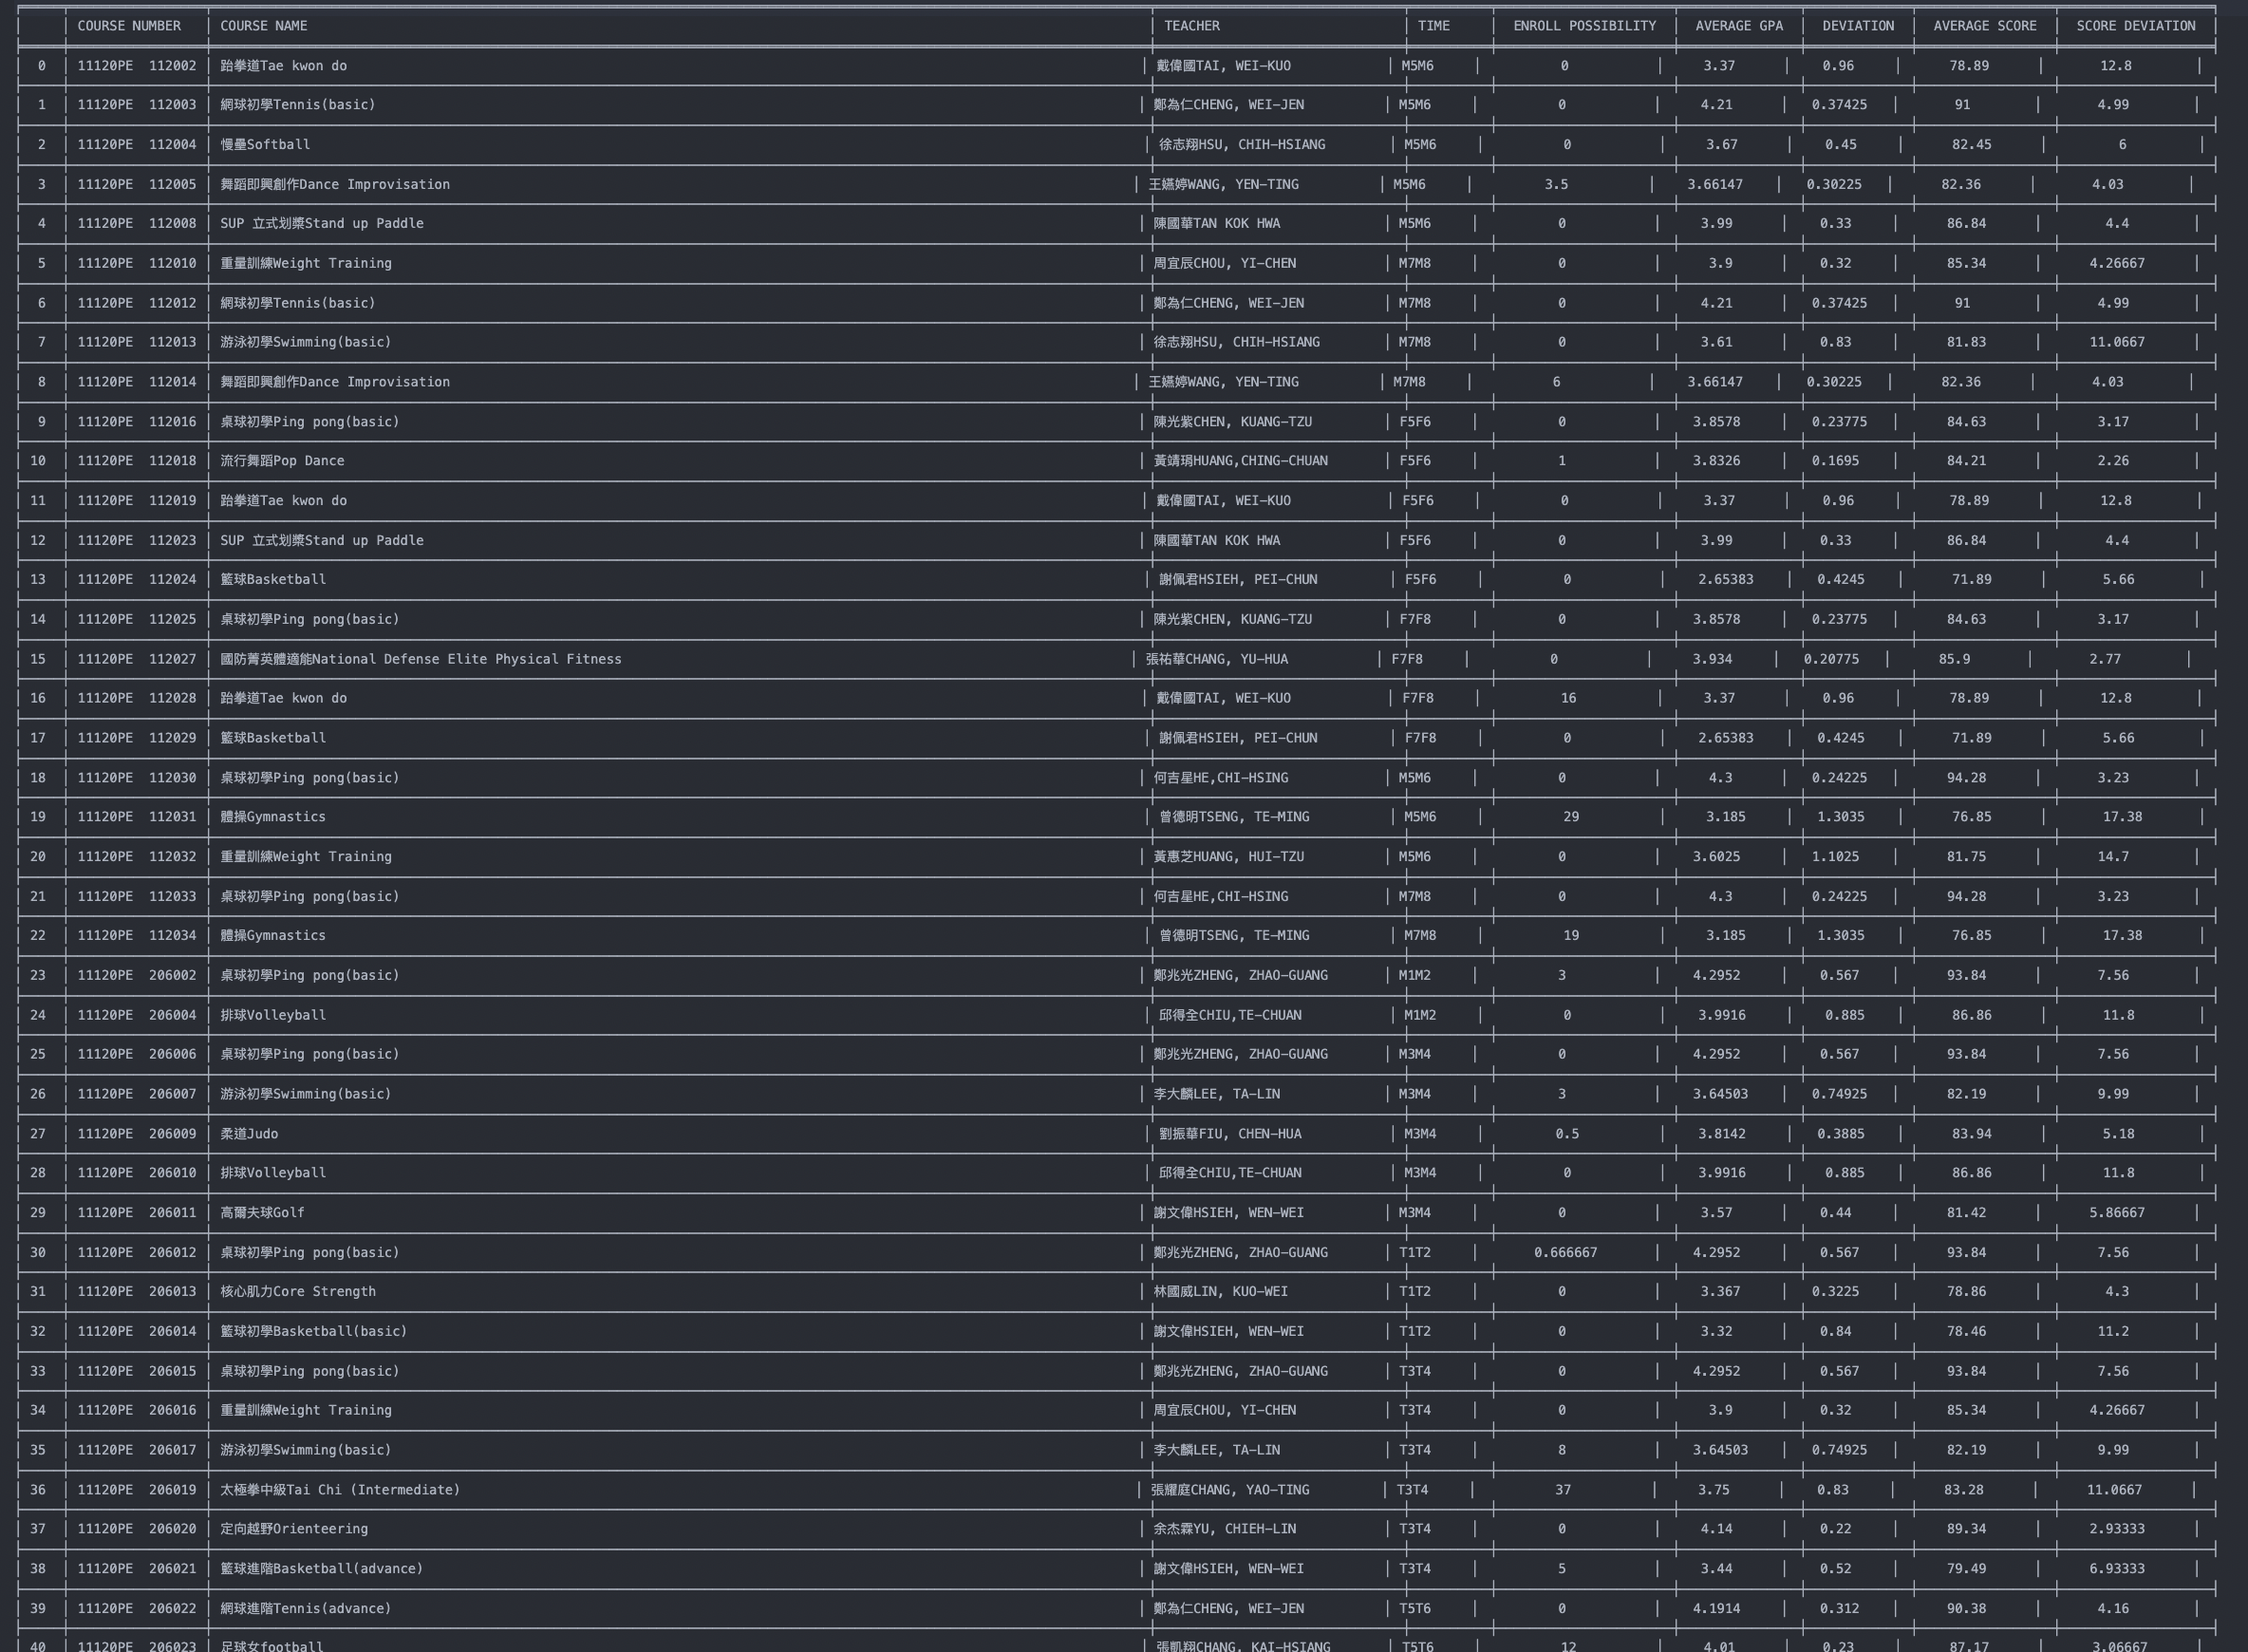 COURSE NUMBER COURSE NAME TEACHER TIME ENROLL POSSIBILITY AVERAGE GPA DEVIATION AVERAGE SCORE SCORE DEVIATION
0 11120PE 112002 跆拳道Tae kwon do 戴偉國TAI, WEI-KUO M5M6 0 3.37 0.96 78.89 12.8
1 11120PE 112003 網球初學Tennis(basic) 鄭為仁CHENG, WEI-JEN M5M6 0 4.21 0.37425 91 4.99
2 11120PE 112004 慢壘Softball 徐志翔HSU, CHIH-HSIANG M5M6 0 3.67 0.45 82.45 6
3 11120PE 112005 舞蹈即興創作Dance Improvisation 王嬿婷WANG, YEN-TING M5M6 3.5 3.66147 0.30225 82.36 4.03
4 11120PE 112008 SUP 立式划槳Stand up Paddle 陳國華TAN KOK HWA M5M6 0 3.99 0.33 86.84 4.4
5 11120PE 112010 重量訓練Weight Training 周宜辰CHOU, YI-CHEN M7M8 0 3.9 0.32 85.34 4.26667
6 11120PE 112012 網球初學Tennis(basic) 鄭為仁CHENG, WEI-JEN M7M8 0 4.21 0.37425 91 4.99
7 11120PE 112013 游泳初學Swimming(basic) 徐志翔HSU, CHIH-HSIANG M7M8 0 3.61 0.83 81.83 11.0667
8 11120PE 112014 舞蹈即興創作Dance Improvisation 王嬿婷WANG, YEN-TING M7M8 6 3.66147 0.30225 82.36 4.03
9 11120PE 112016 桌球初學Ping pong(basic) 陳光紫CHEN, KUANG-TZU F5F6 0 3.8578 0.23775 84.63 3.17
10 11120PE 112018 流行舞蹈Pop Dance 黃靖琄HUANG,CHING-CHUAN F5F6 1 3.8326 0.1695 84.21 2.26
11 11120PE 112019 跆拳道Tae kwon do 戴偉國TAI, WEI-KUO F5F6 0 3.37 0.96 78.89 12.8
12 11120PE 112023 SUP 立式划槳Stand up Paddle 陳國華TAN KOK HWA F5F6 0 3.99 0.33 86.84 4.4
13 11120PE 112024 籃球Basketball 謝佩君HSIEH, PEI-CHUN F5F6 0 2.65383 0.4245 71.89 5.66
14 11120PE 112025 桌球初學Ping pong(basic) 陳光紫CHEN, KUANG-TZU F7F8 0 3.8578 0.23775 84.63 3.17
15 11120PE 112027 國防菁英體適能National Defense Elite Physical Fitness 張祐華CHANG, YU-HUA F7F8 0 3.934 0.20775 85.9 2.77
16 11120PE 112028 跆拳道Tae kwon do 戴偉國TAI, WEI-KUO F7F8 16 3.37 0.96 78.89 12.8
17 11120PE 112029 籃球Basketball 謝佩君HSIEH, PEI-CHUN F7F8 0 2.65383 0.4245 71.89 5.66
18 11120PE 112030 桌球初學Ping pong(basic) 何吉星HE,CHI-HSING M5M6 0 4.3 0.24225 94.28 3.23
19 11120PE 112031 體操Gymnastics 曾德明TSENG, TE-MING M5M6 29 3.185 1.3035 76.85 17.38
20 11120PE 112032 重量訓練Weight Training 黃惠芝HUANG, HUI-TZU M5M6 0 3.6025 1.1025 81.75 14.7
21 11120PE 112033 桌球初學Ping pong(basic) 何吉星HE,CHI-HSING M7M8 0 4.3 0.24225 94.28 3.23
22 11120PE 112034 體操Gymnastics 曾德明TSENG, TE-MING M7M8 19 3.185 1.3035 76.85 17.38
23 11120PE 206002 桌球初學Ping pong(basic) 鄭兆光ZHENG, ZHAO-GUANG M1M2 3 4.2952 0.567 93.84 7.56
24 11120PE 206004 排球Volleyball 邱得全CHIU,TE-CHUAN M1M2 0 3.9916 0.885 86.86 11.8
25 11120PE 206006 桌球初學Ping pong(basic) 鄭兆光ZHENG, ZHAO-GUANG M3M4 0 4.2952 0.567 93.84 7.56
26 11120PE 206007 游泳初學Swimming(basic) 李大麟LEE, TA-LIN M3M4 3 3.64503 0.74925 82.19 9.99
27 11120PE 206009 柔道Judo 劉振華FIU, CHEN-HUA M3M4 0.5 3.8142 0.3885 83.94 5.18
28 11120PE 206010 排球Volleyball 邱得全CHIU,TE-CHUAN M3M4 0 3.9916 0.885 86.86 11.8
29 11120PE 206011 高爾夫球Golf 謝文偉HSIEH, WEN-WEI M3M4 0 3.57 0.44 81.42 5.86667
30 11120PE 206012 桌球初學Ping pong(basic) 鄭兆光ZHENG, ZHAO-GUANG T1T2 0.666667 4.2952 0.567 93.84 7.56
31 11120PE 206013 核心肌力Core Strength 林國威LIN, KUO-WEI T1T2 0 3.367 0.3225 78.86 4.3
32 11120PE 206014 籃球初學Basketball(basic) 謝文偉HSIEH, WEN-WEI T1T2 0 3.32 0.84 78.46 11.2
33 11120PE 206015 桌球初學Ping pong(basic) 鄭兆光ZHENG, ZHAO-GUANG T3T4 0 4.2952 0.567 93.84 7.56
34 11120PE 206016 重量訓練Weight Training 周宜辰CHOU, YI-CHEN T3T4 0 3.9 0.32 85.34 4.26667
35 11120PE 206017 游泳初學Swimming(basic) 李大麟LEE, TA-LIN T3T4 8 3.64503 0.74925 82.19 9.99
36 11120PE 206019 太極拳中級Tai Chi (Intermediate) 張耀庭CHANG, YAO-TING T3T4 37 3.75 0.83 83.28 11.0667
37 11120PE 206020 定向越野Orienteering 余杰霖YU, CHIEH-LIN T3T4 0 4.14 0.22 89.34 2.93333
38 11120PE 206021 籃球進階Basketball(advance) 謝文偉HSIEH, WEN-WEI T3T4 5 3.44 0.52 79.49 6.93333
39 11120PE 206022 網球進階Tennis(advance) 鄭為仁CHENG, WEI-JEN T5T6 0 4.1914 0.312 90.38 4.16
40 11120PE 206023 足球女football 張凱翔CHANG, KAI-HSIANG T5T6 12 4.01 0.23 87.17 3.06667